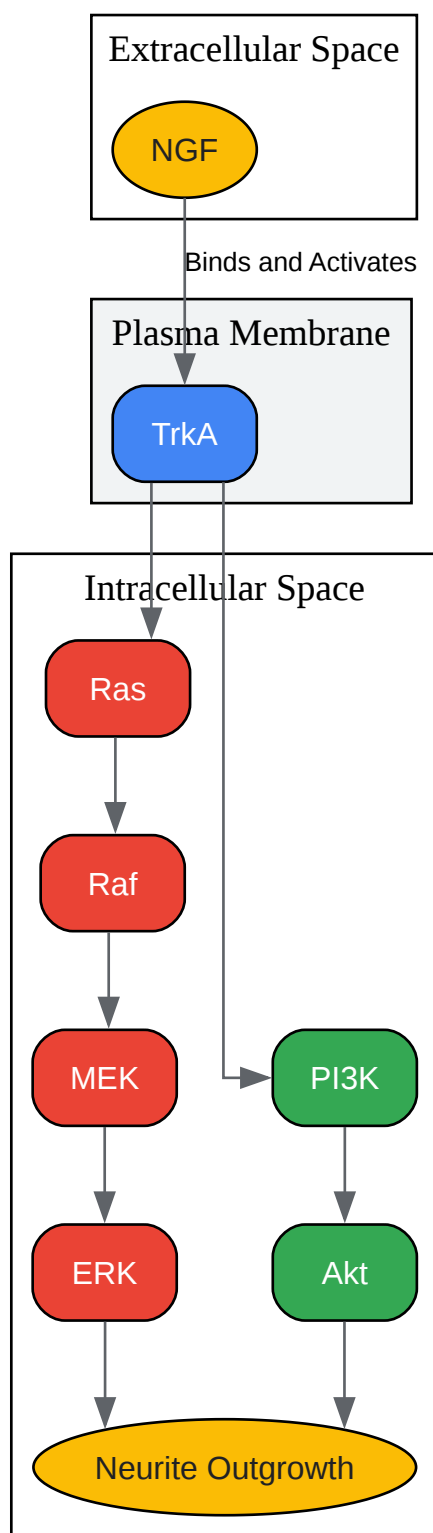 Extracellular Space
NGF
Binds and Activates
Plasma Membrane
TrkA
Intracellular Space
Ras
Raf
MEK
PI3K
ERK
Akt
Neurite Outgrowth